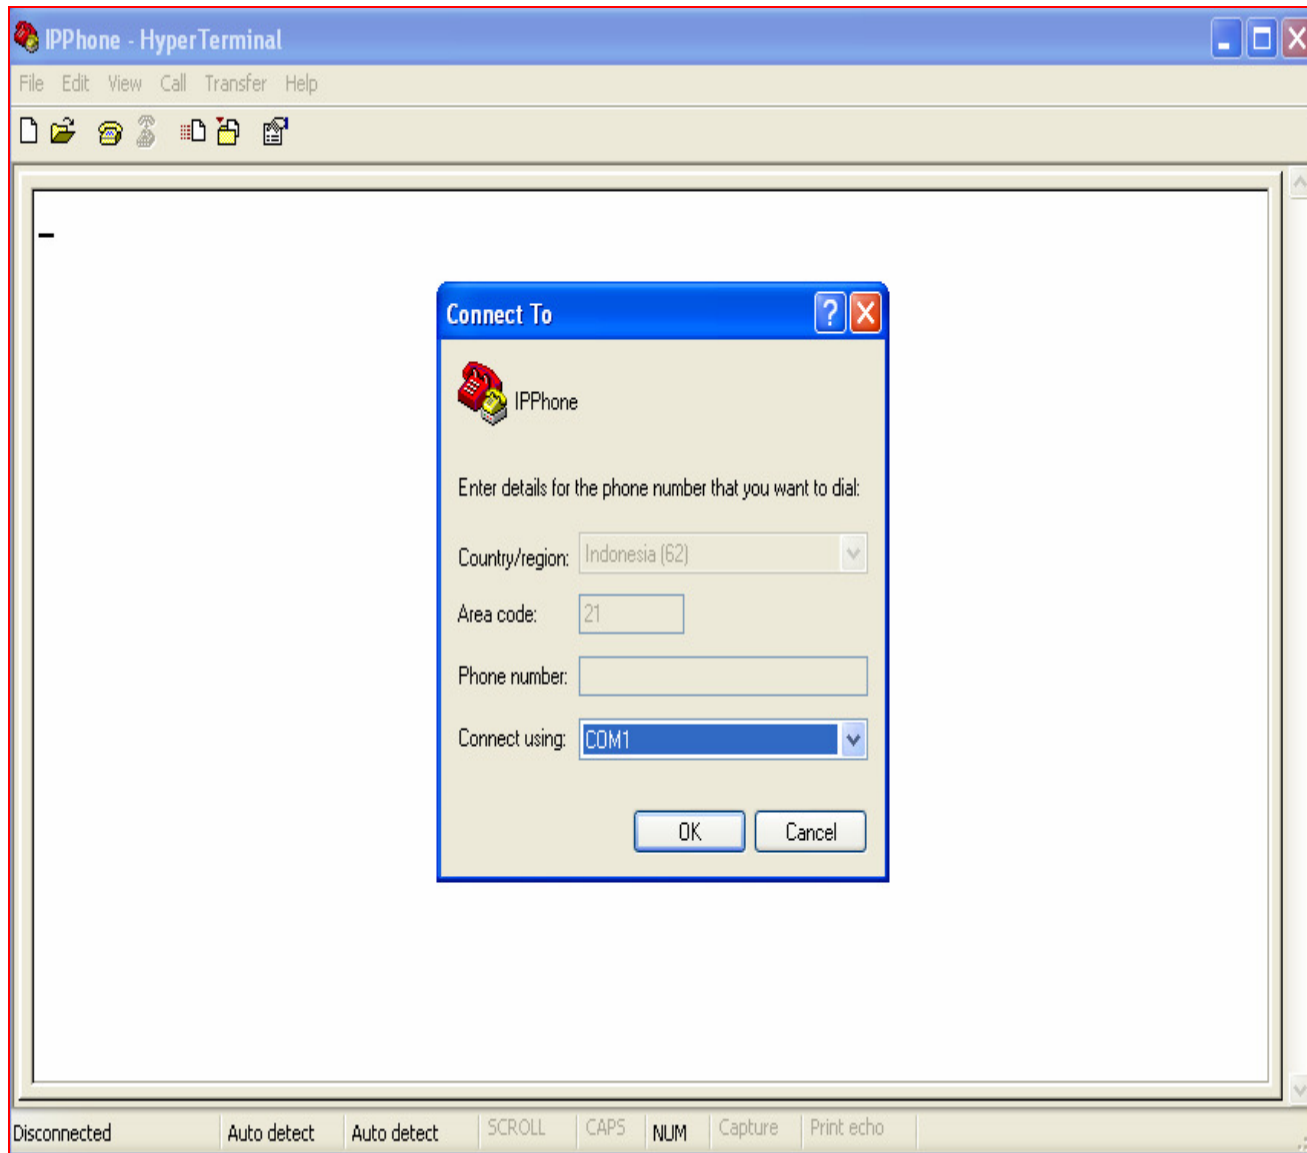 IPPhone - HyperTerminal
File Edit View Call Transfer Help
Connect To
IPPhone
Enter details for the phone number that you want to dial:
Country/region: Indonesia (62)
Area code: 21
Phone number:
Connect using: COM1
OK Cancel
Disconnected Auto detect Auto detect SCROLL CAPS NUM Capture Print echo